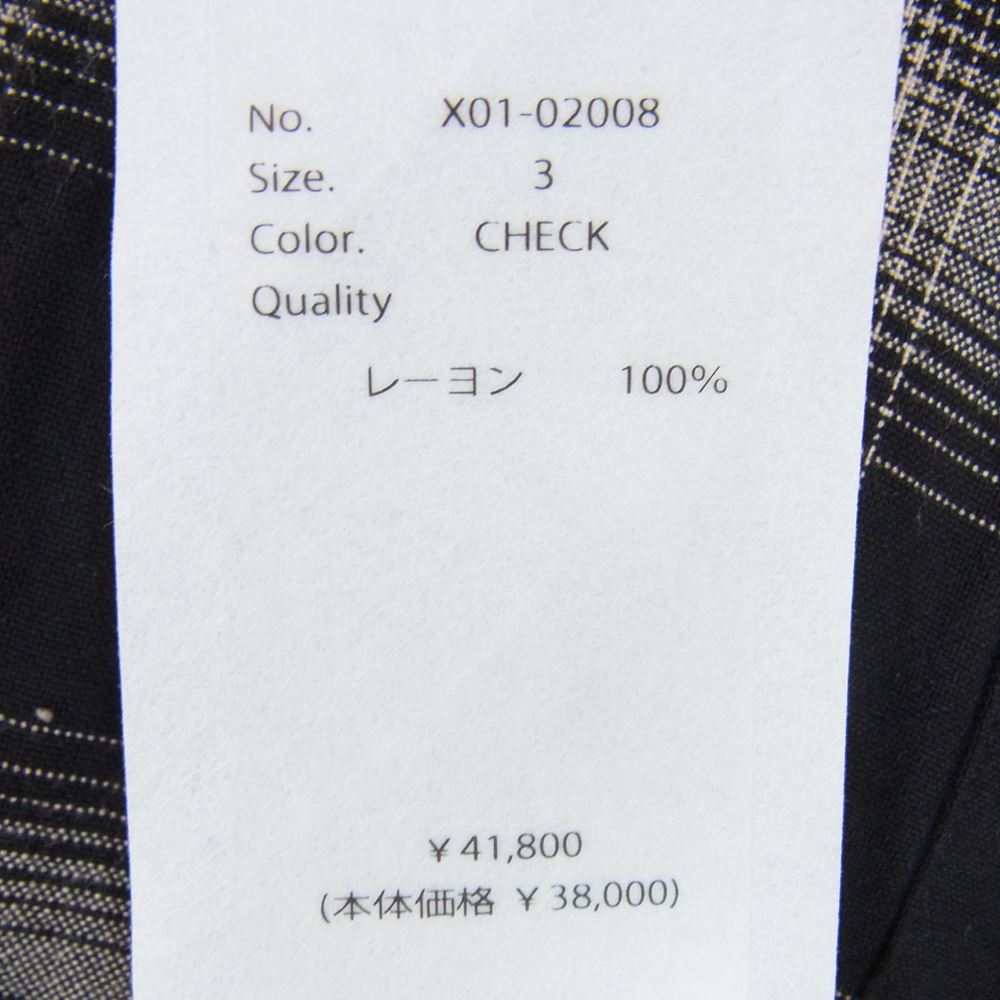 No. X01-02008
Size. 3
Color. CHECK
Quality
レーヨン 100%
¥41,800
(本体価格 ¥38,000)